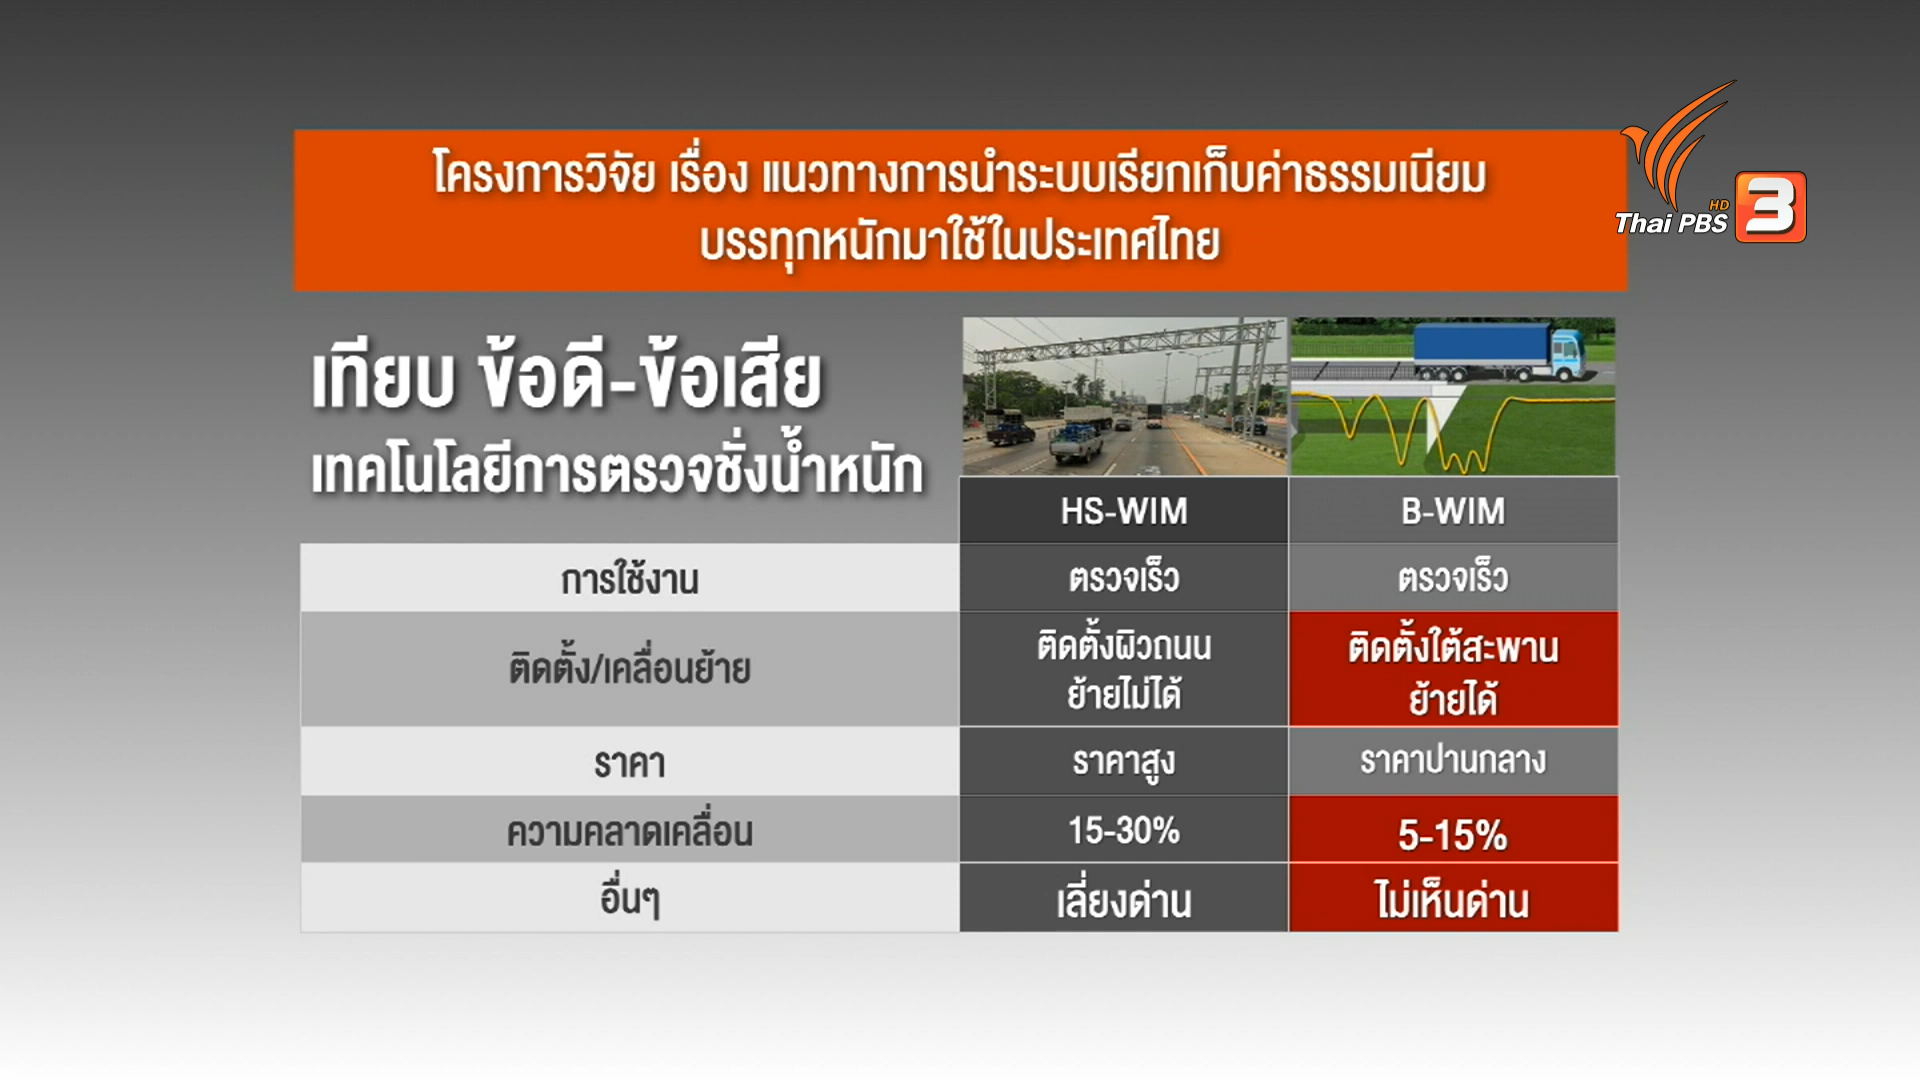 โครงการวิจัย เรื่อง แนวทางการนำระบบเรียกเก็บค่าธรรมเนียม
บรรทุกหนักมาใช้ในประเทศไทย
HD
Thai PBS 3
เทียบ ข้อดี-ข้อเสีย
เทคโนโลยีการตรวจชั่งน้ำหนัก
HS-WIM B-WIM
การใช้งาน ตรวจเร็ว ตรวจเร็ว
ติดตั้ง/เคลื่อนย้าย
ติดตั้งผิวถนน
ย้ายไม่ได้
ติดตั้งใต้สะพาน
ย้ายได้
ราคา ราคาสูง ราคาปานกลาง
ความคลาดเคลื่อน 15-30% 5-15%
อื่นๆ เลี่ยงด่าน ไม่เห็นด่าน